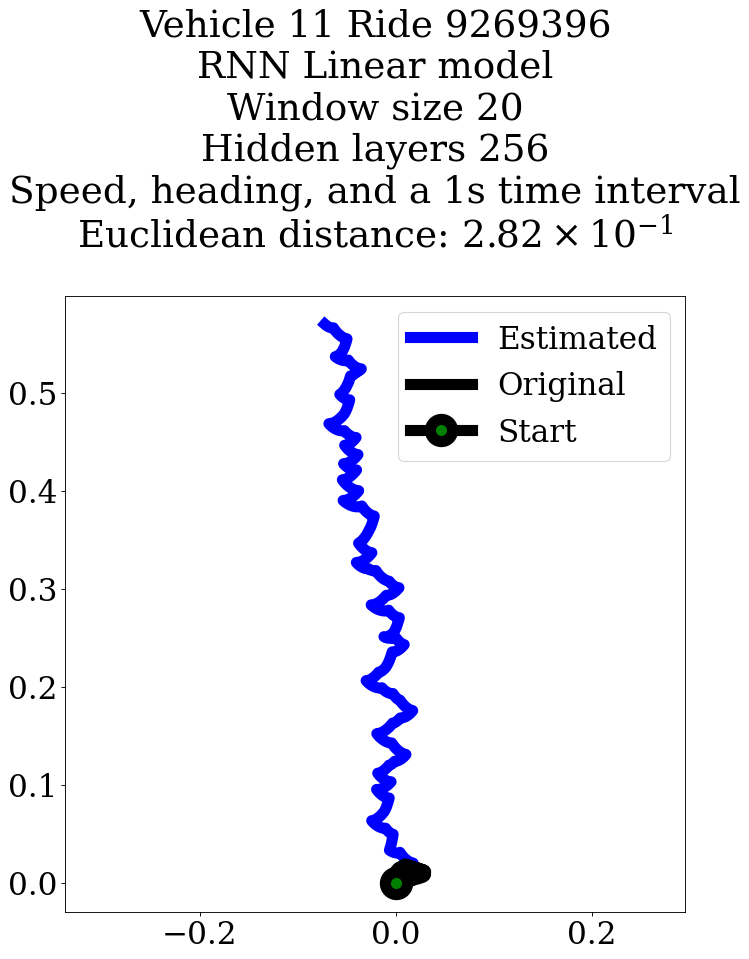 Vehicle 11 Ride 9269396
RNN Linear model
Window size 20
Hidden layers 256
Speed, heading, and a 1s time interval
Euclidean distance: 2.82 × 10⁻¹
Estimated
Original
Start
0.5
0.4
0.3
0.2
0.1
0.0
−0.2 0.0 0.2